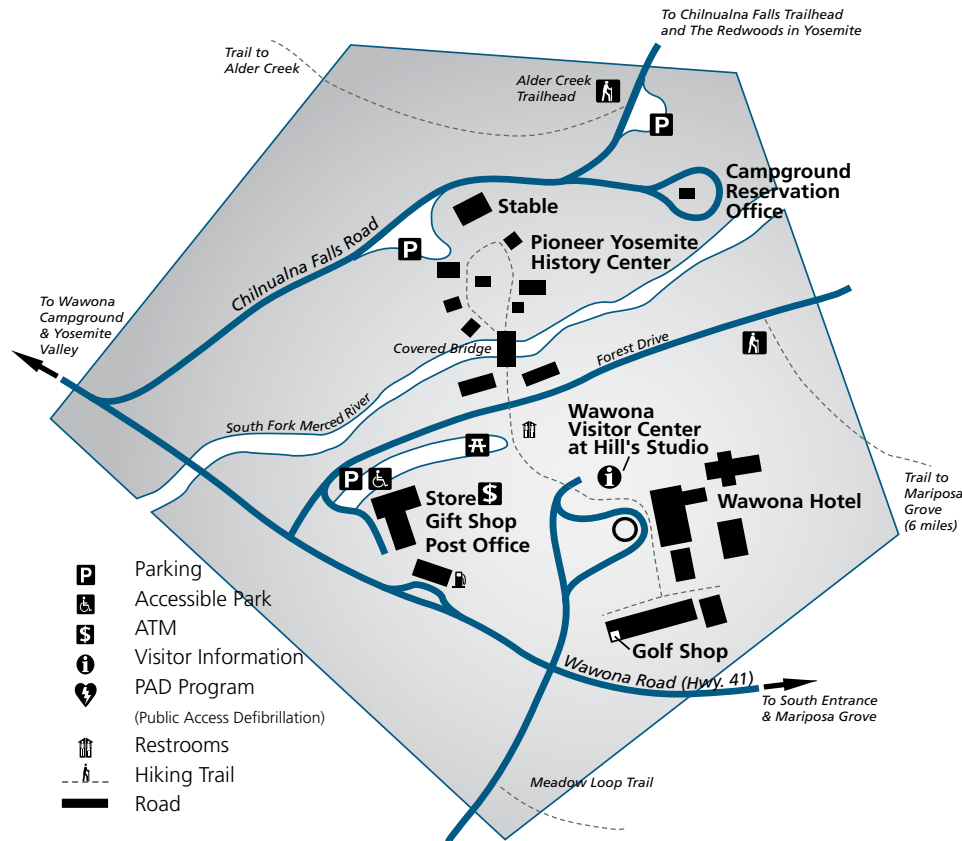 To Chilnualna Falls Trailhead
and The Redwoods in Yosemite
Trail to
Alder Creek
Alder Creek
Trailhead
P
Campground
Reservation
Office
Stable
Pioneer Yosemite
History Center
P
Chilnualna Falls Road
To Wawona
Campground
& Yosemite
Valley
Covered Bridge
Forest Drive
South Fork Merced River
Wawona
Visitor Center
at Hill's Studio
i
P
Store
$
Gift Shop
Post Office
Wawona Hotel
Trail to
Mariposa
Grove
(6 miles)
Golf Shop
Wawona Road (Hwy. 41)
To South Entrance
& Mariposa Grove
Meadow Loop Trail
P Parking
Accessible Park
$ ATM
i Visitor Information
PAD Program
(Public Access Defibrillation)
Restrooms
Hiking Trail
Road